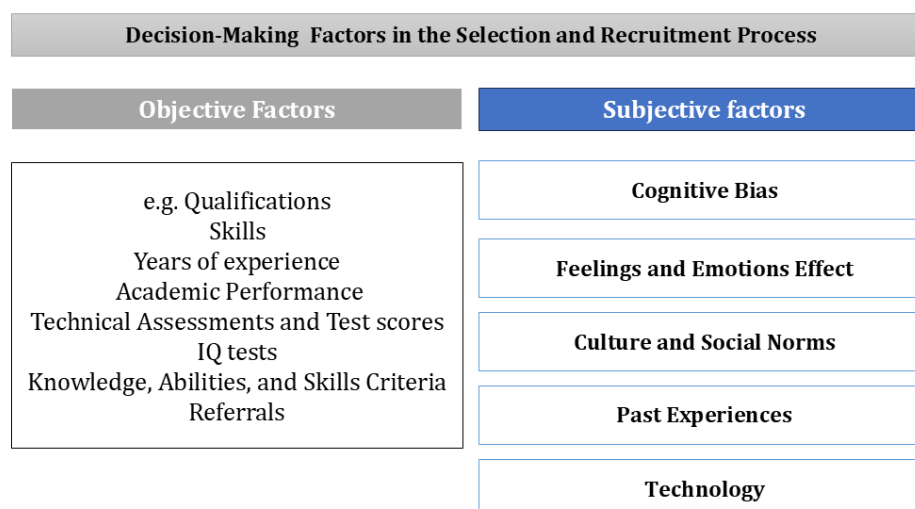 Decision-Making Factors in the Selection and Recruitment Process
Objective Factors
e.g. Qualifications
Skills
Years of experience
Academic Performance
Technical Assessments and Test scores
IQ tests
Knowledge, Abilities, and Skills Criteria
Referrals
Subjective factors
Cognitive Bias
Feelings and Emotions Effect
Culture and Social Norms
Past Experiences
Technology